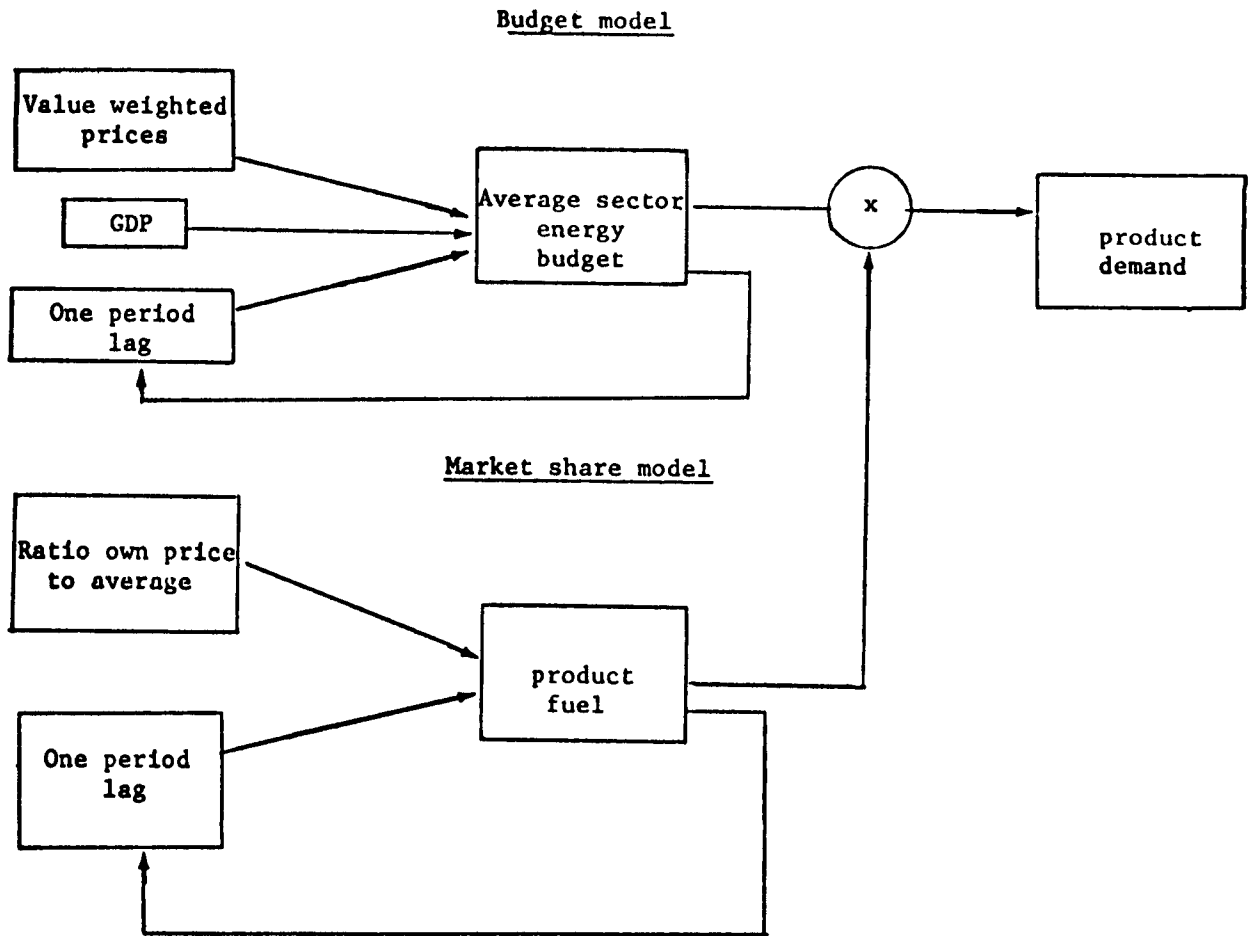 Budget model
Value weighted
prices
GDP
One period
lag
Average sector
energy
budget
x
product
demand
Market share model
Ratio own price
to average
One period
lag
product
fuel